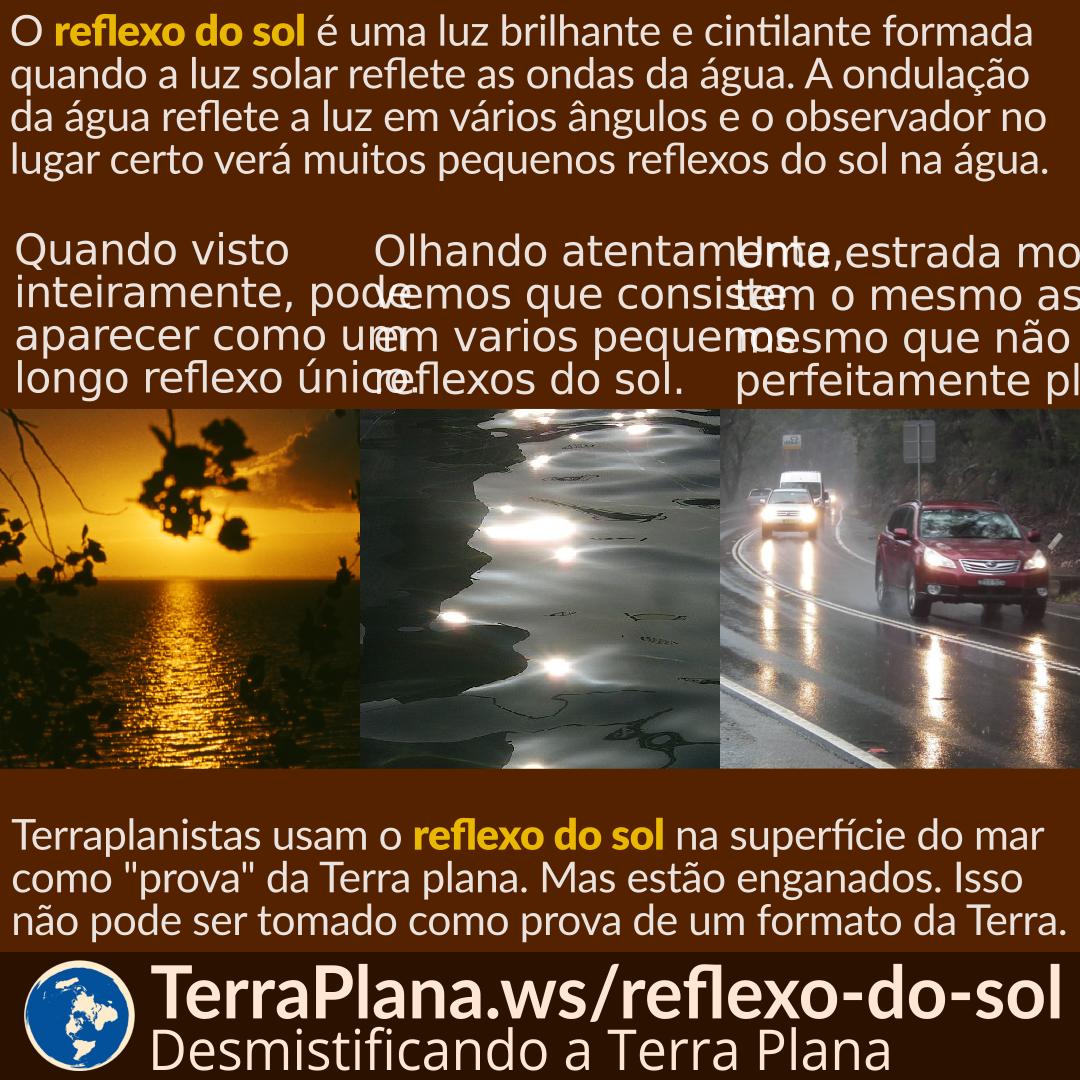 O reflexo do sol é uma luz brilhante e cintilante formada
quando a luz solar reflete as ondas da água. A ondulação
da água reflete a luz em vários ângulos e o observador no
lugar certo verá muitos pequenos reflexos do sol na água.
Quando visto
inteiramente, pode
aparecer como um
longo reflexo único.
Olhando atentamente,
vemos que consiste
em varios pequenos
reflexos do sol.
Uma estrada mo
tem o mesmo as
mesmo que não
perfeitamente pl
Terraplanistas usam o reflexo do sol na superfície do mar
como "prova" da Terra plana. Mas estão enganados. Isso
não pode ser tomado como prova de um formato da Terra.
TerraPlana.ws/reflexo-do-sol
Desmistificando a Terra Plana